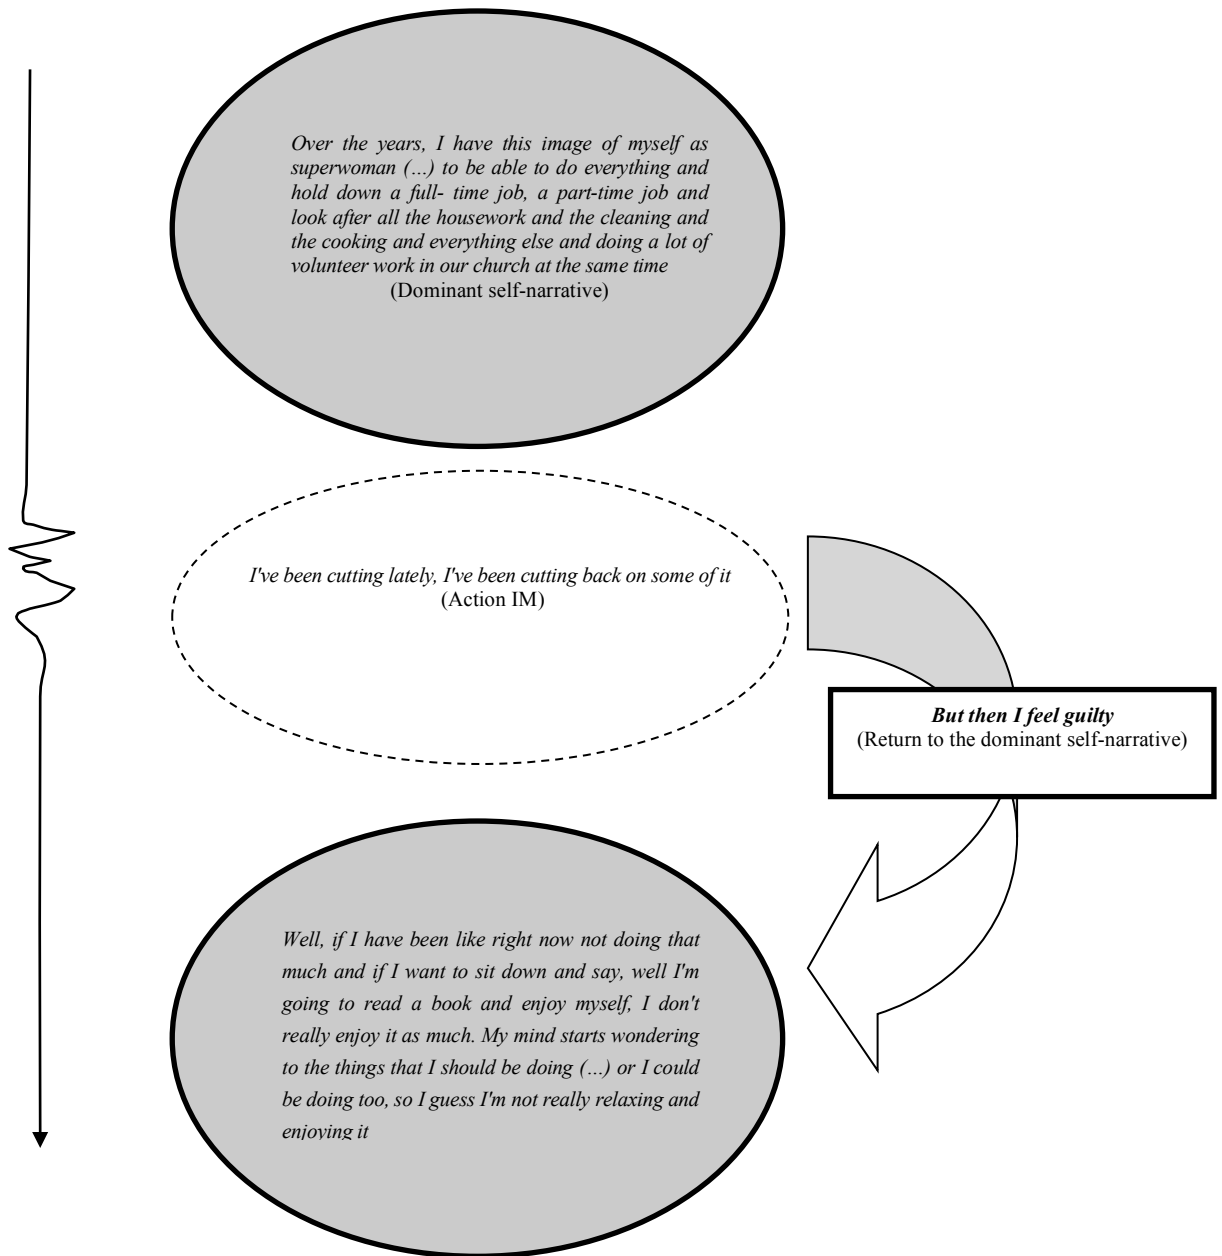 Over the years, I have this image of myself as
superwoman (...) to be able to do everything and
hold down a full- time job, a part-time job and
look after all the housework and the cleaning and
the cooking and everything else and doing a lot of
volunteer work in our church at the same time
(Dominant self-narrative)
I've been cutting lately, I've been cutting back on some of it
(Action IM)
But then I feel guilty
(Return to the dominant self-narrative)
Well, if I have been like right now not doing that
much and if I want to sit down and say, well I'm
going to read a book and enjoy myself, I don't
really enjoy it as much. My mind starts wondering
to the things that I should be doing (...) or I could
be doing too, so I guess I'm not really relaxing and
enjoying it